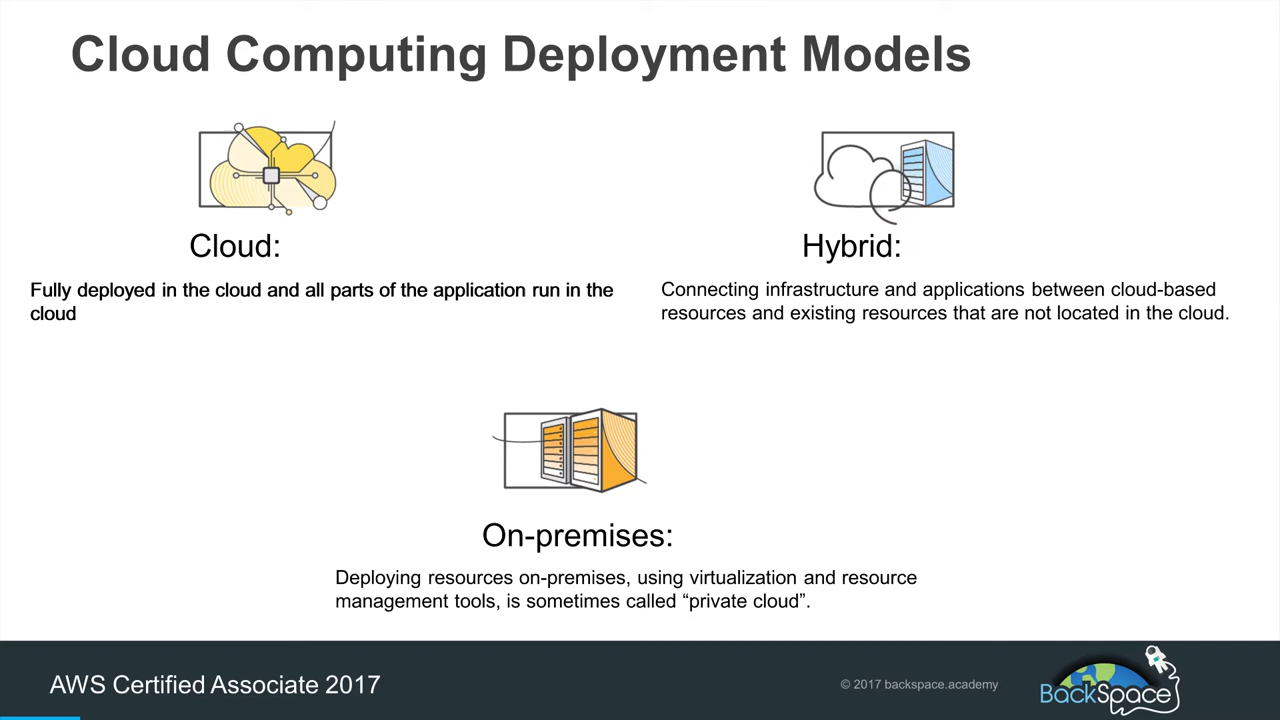 Cloud Computing Deployment Models
Cloud:
Fully deployed in the cloud and all parts of the application run in the
cloud
Hybrid:
Connecting infrastructure and applications between cloud-based
resources and existing resources that are not located in the cloud.
On-premises:
Deploying resources on-premises, using virtualization and resource
management tools, is sometimes called “private cloud”.
AWS Certified Associate 2017
© 2017 backspace.academy
BackSpace